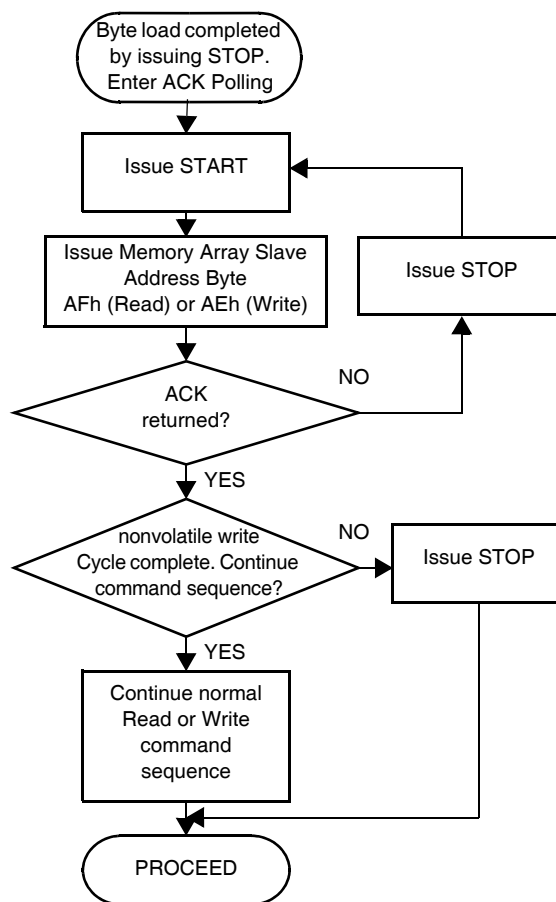 Byte load completed
by issuing STOP.
Enter ACK Polling
Issue START
Issue Memory Array Slave
Address Byte
AFh (Read) or AEh (Write)
Issue STOP
ACK
returned?
NO
YES
nonvolatile write
Cycle complete. Continue
command sequence?
NO
Issue STOP
YES
Continue normal
Read or Write
command
sequence
PROCEED